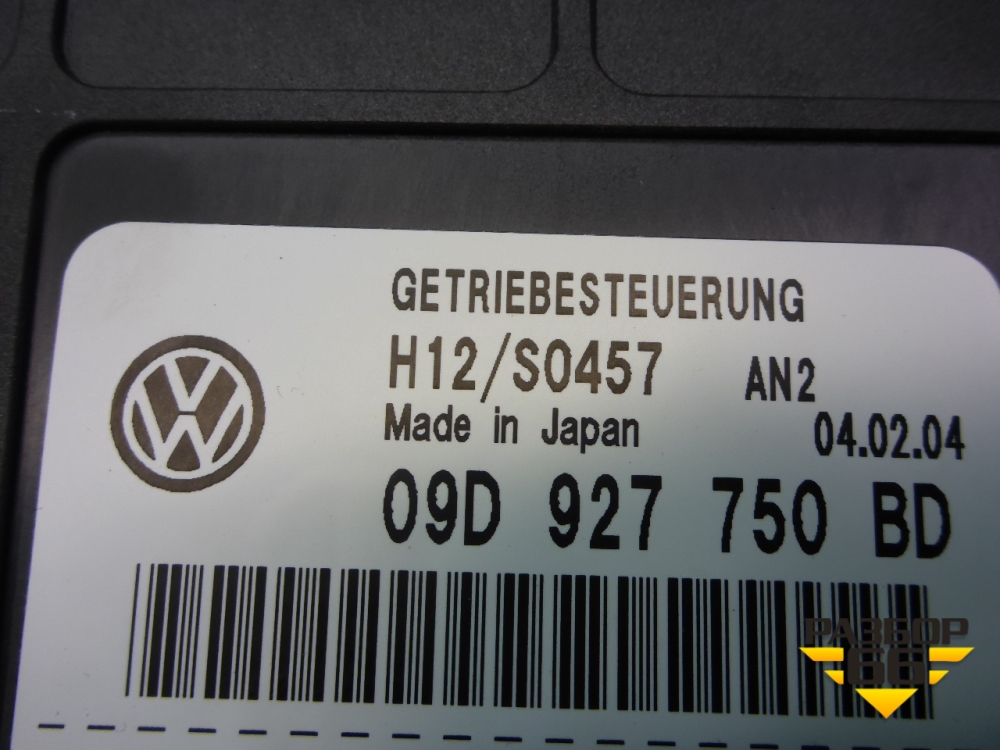 GETRIEBESTEUERUNG
H12/S0457 AN2
Made in Japan 04.02.04
09D 927 750 BD
РАЗБОР
66